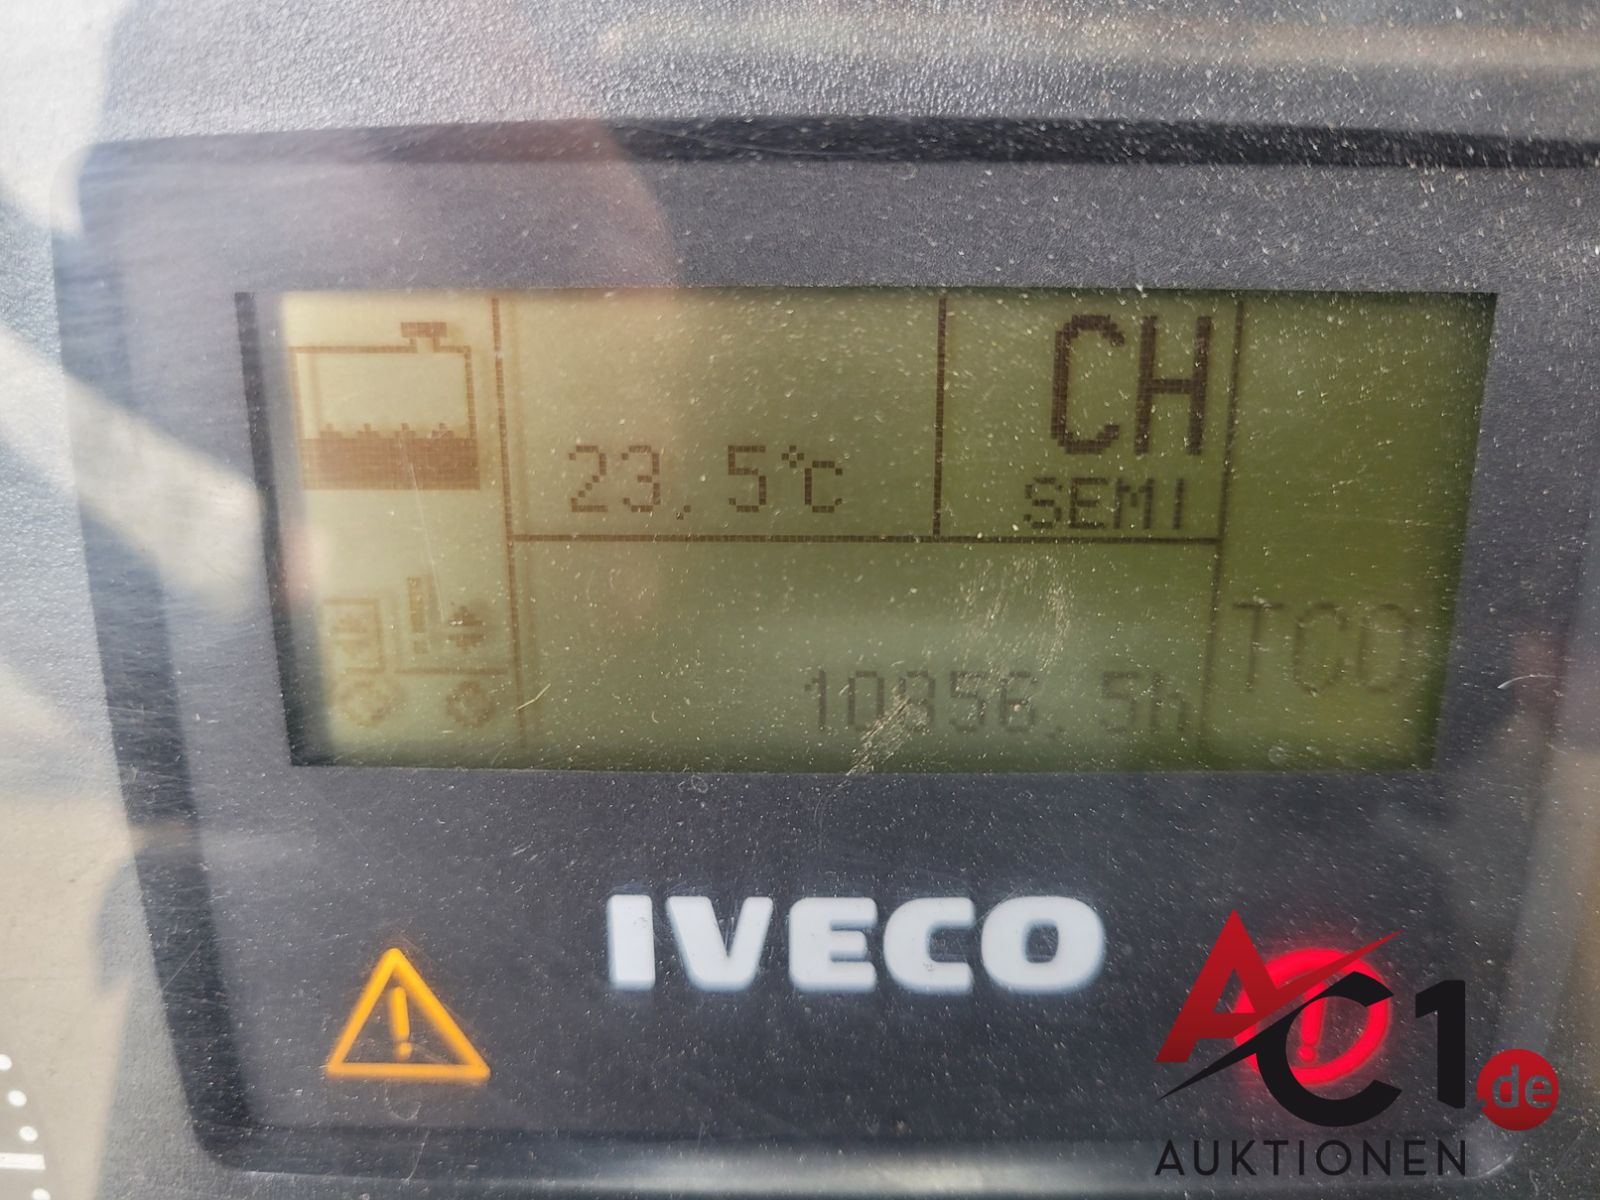 CH
23,5°C
SEMI
TCO
10856,5h
IVECO
AC1.de
AUKTIONEN